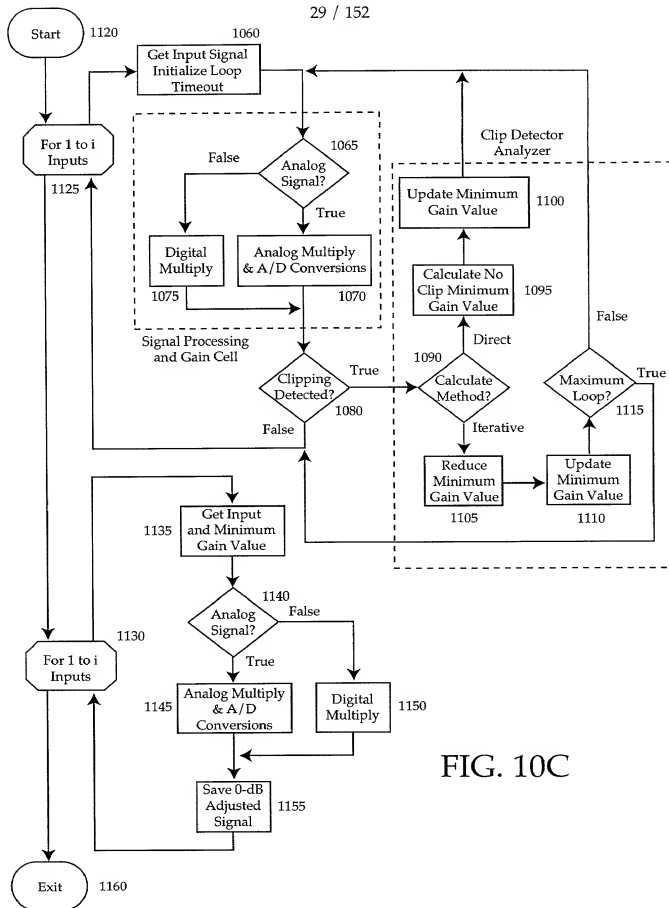 29 / 152
Start
1120
1060
Get Input Signal
Initialize Loop
Timeout
For 1 to i
Inputs
1125
Clip Detector
Analyzer
False
1065
Analog
Signal?
True
Digital
Multiply
1075
Analog Multiply
& A/D Conversions
1070
Signal Processing
and Gain Cell
Update Minimum
Gain Value
1100
Calculate No
Clip Minimum
Gain Value
1095
Direct
False
Clipping
Detected?
True
1080
False
1090
Calculate
Method?
Iterative
Maximum
Loop?
True
1115
Reduce
Minimum
Gain Value
1105
Update
Minimum
Gain Value
1110
1135
Get Input
and Minimum
Gain Value
1140
Analog
Signal?
False
True
1130
For 1 to i
Inputs
1145
Analog Multiply
& A/D
Conversions
Digital
Multiply
1150
Save 0-dB
Adjusted
Signal
1155
FIG. 10C
Exit
1160